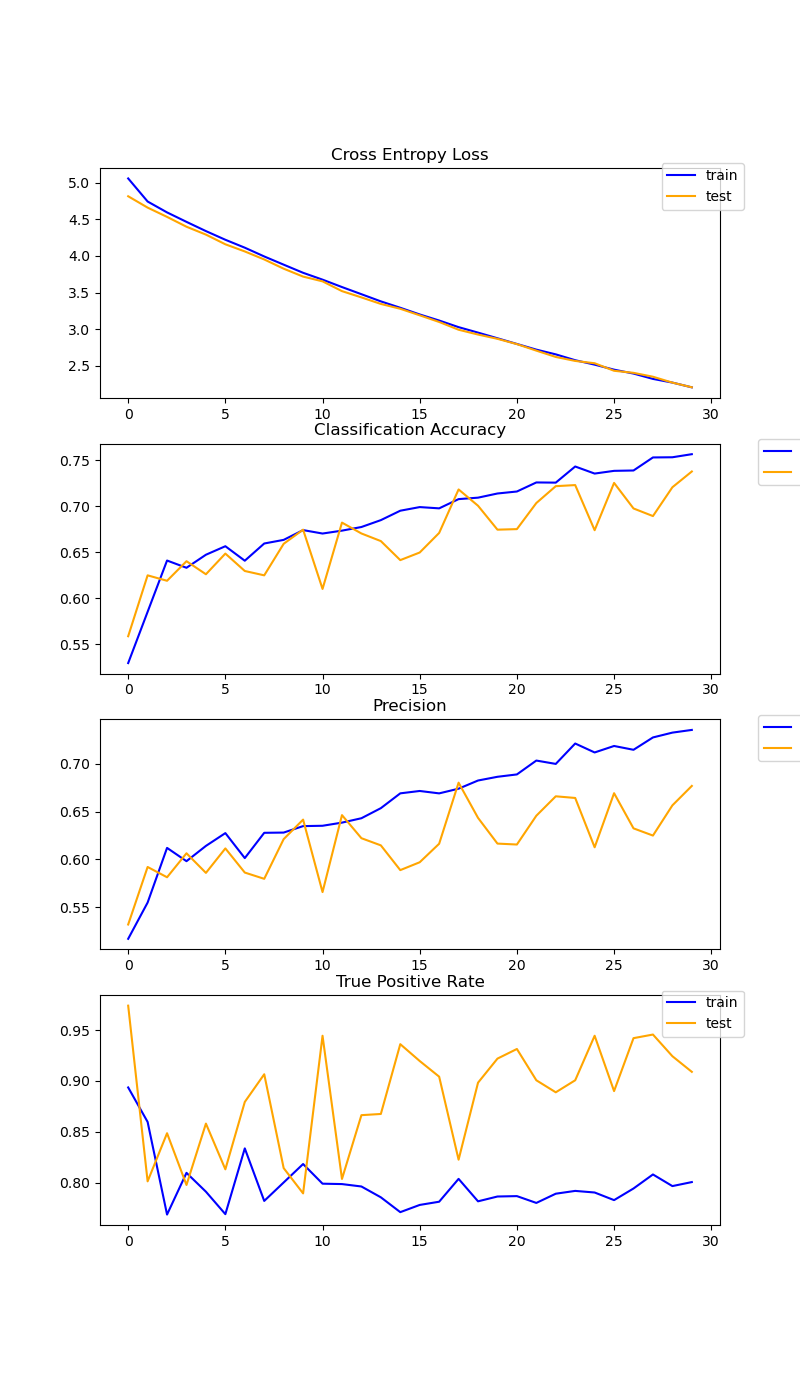 Cross Entropy Loss
train
test
5.0
4.5
4.0
3.5
3.0
2.5
0 5 10 15 20 25 30
Classification Accuracy
0.75
0.70
0.65
0.60
0.55
0 5 10 15 20 25 30
Precision
0.70
0.65
0.60
0.55
0 5 10 15 20 25 30
True Positive Rate
train
test
0.95
0.90
0.85
0.80
0 5 10 15 20 25 30